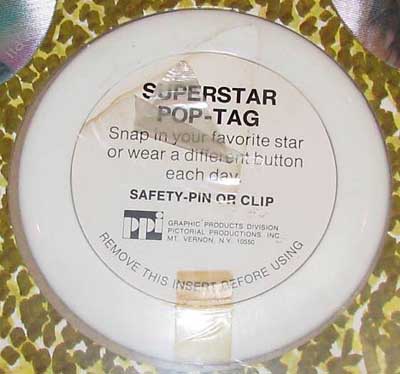 SUPERSTAR
POP-TAG
Snap in your favorite star
or wear a different button
each day
SAFETY-PIN OR CLIP
PPi
GRAPHIC PRODUCTS DIVISION
PICTORIAL PRODUCTIONS INC.
MT. VERNON, N.Y. 10550
REMOVE THIS INSERT BEFORE USING